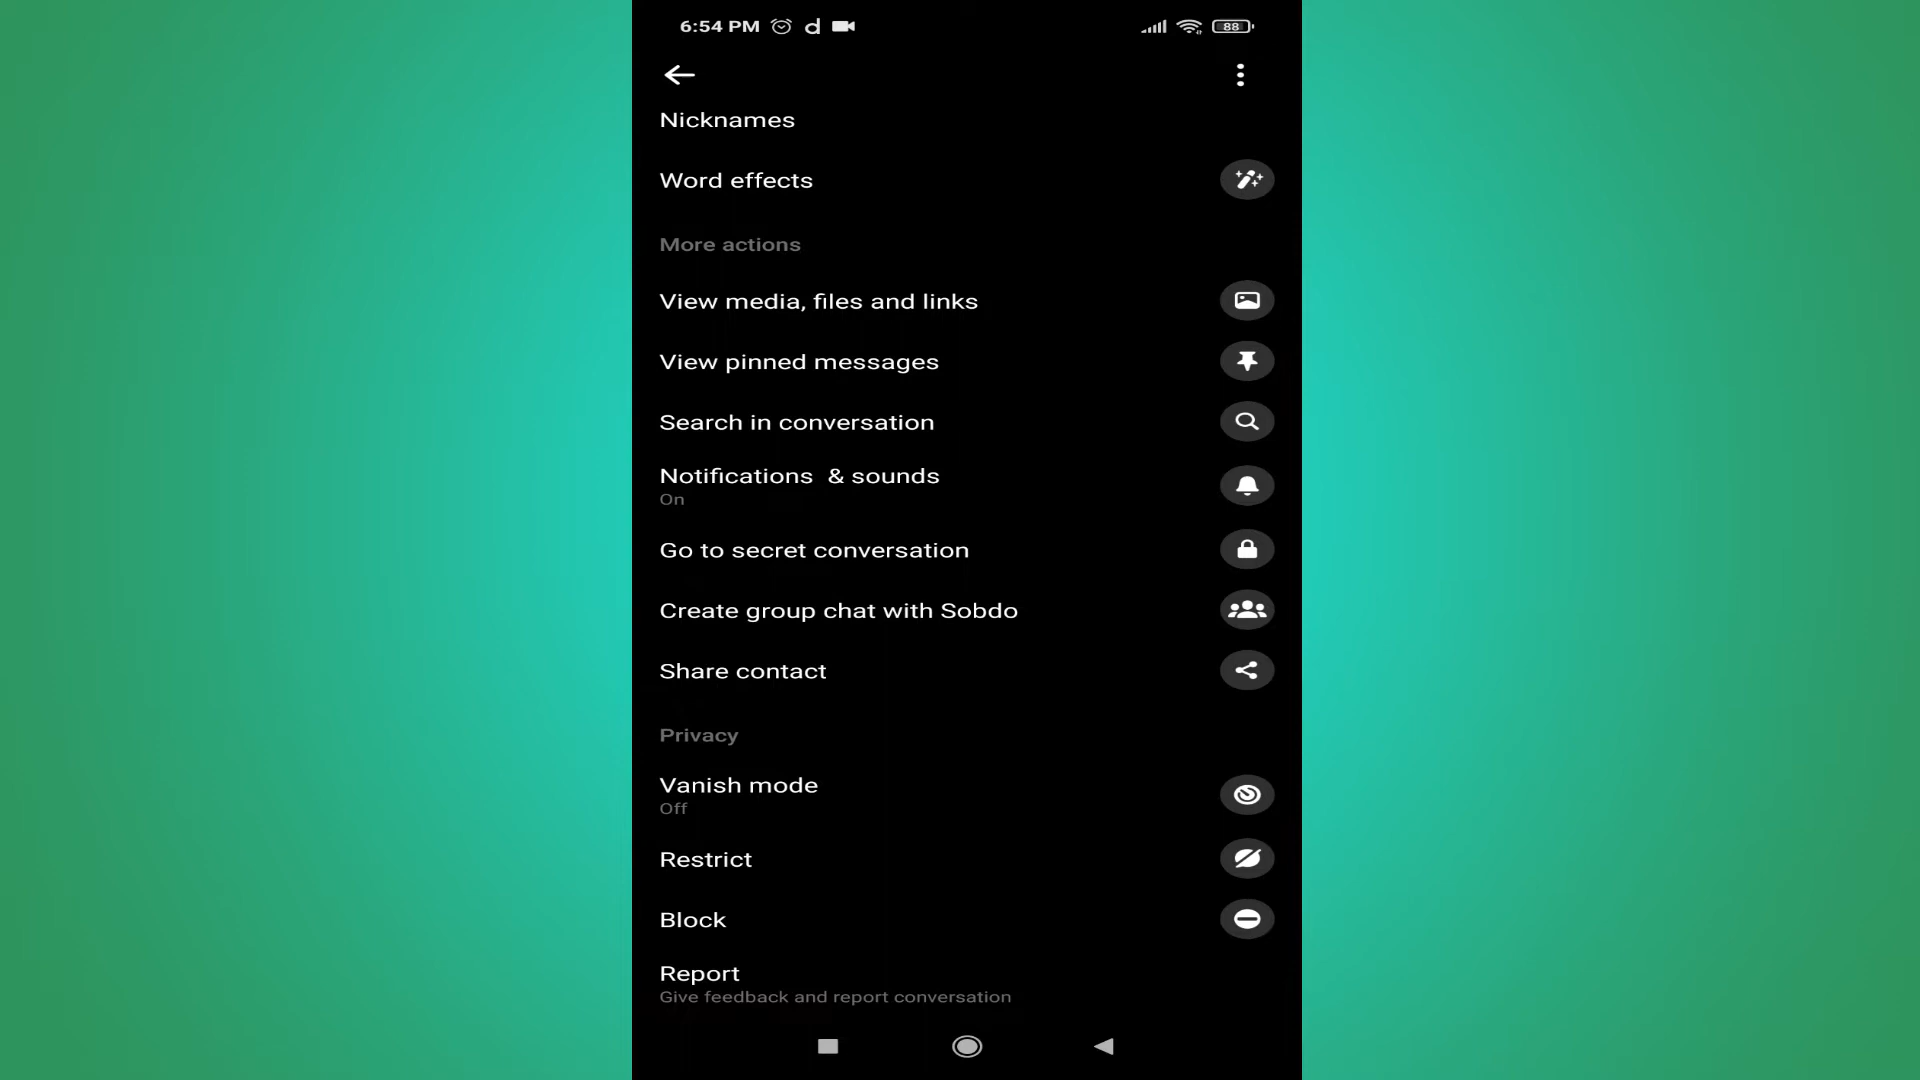 6:54 PM d 88
Nicknames
Word effects
More actions
View media, files and links
View pinned messages
Search in conversation
Notifications & sounds
On
Go to secret conversation
Create group chat with Sobdo
Share contact
Privacy
Vanish mode
Off
Restrict
Block
Report
Give feedback and report conversation